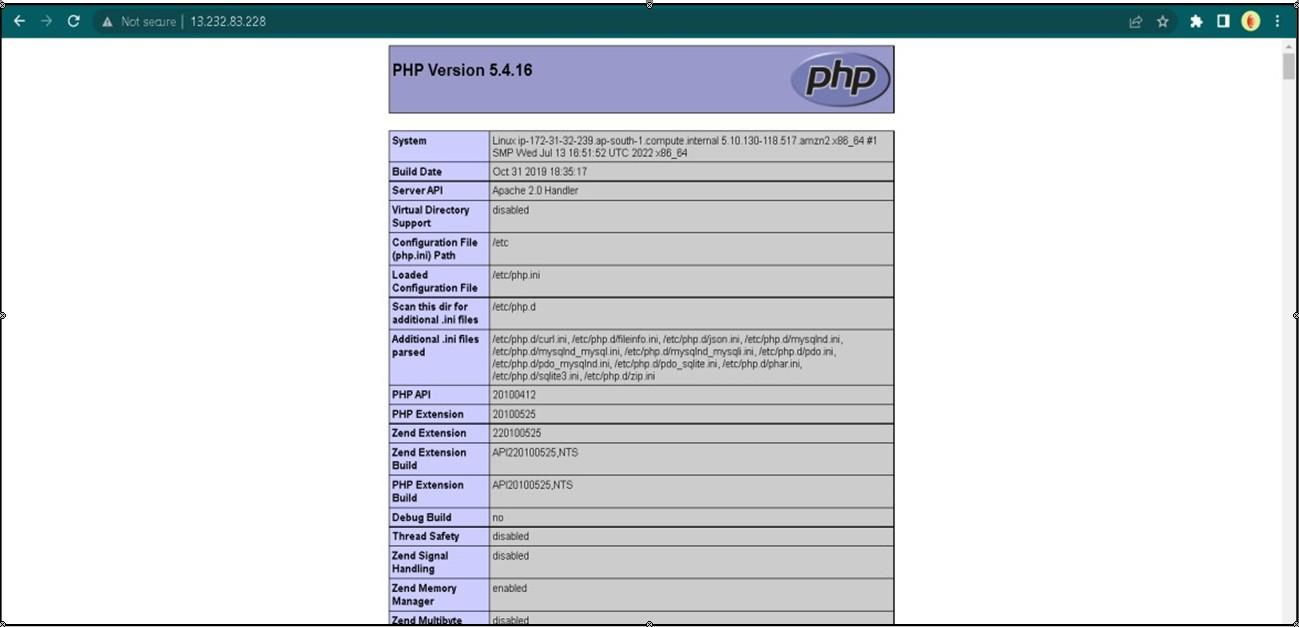 Not secure | 13.232.83.228
PHP Version 5.4.16
php
System
Linux ip-172-31-32-239.ap-south-1.compute.internal 5.10.130-118.517.amzn2.x86_64 #1
SMP Wed Jul 13 16:51:52 UTC 2022 x86_64
Build Date
Oct 31 2019 18:35:17
Server API
Apache 2.0 Handler
Virtual Directory
Support
disabled
Configuration File
(php.ini) Path
/etc
Loaded
Configuration File
/etc/php.ini
Scan this dir for
additional .ini files
/etc/php.d
Additional .ini files
parsed
/etc/php.d/curl.ini, /etc/php.d/fileinfo.ini, /etc/php.d/json.ini, /etc/php.d/mysqlnd.ini,
/etc/php.d/mysqlnd_mysql.ini, /etc/php.d/mysqlnd_mysqli.ini, /etc/php.d/pdo.ini,
/etc/php.d/pdo_mysqlnd.ini, /etc/php.d/pdo_sqlite.ini, /etc/php.d/phar.ini,
/etc/php.d/sqlite3.ini, /etc/php.d/zip.ini
PHP API
20100412
PHP Extension
20100525
Zend Extension
220100525
Zend Extension
Build
API220100525,NTS
PHP Extension
Build
API20100525,NTS
Debug Build
no
Thread Safety
disabled
Zend Signal
Handling
disabled
Zend Memory
Manager
enabled
Zend Multibyte
disabled